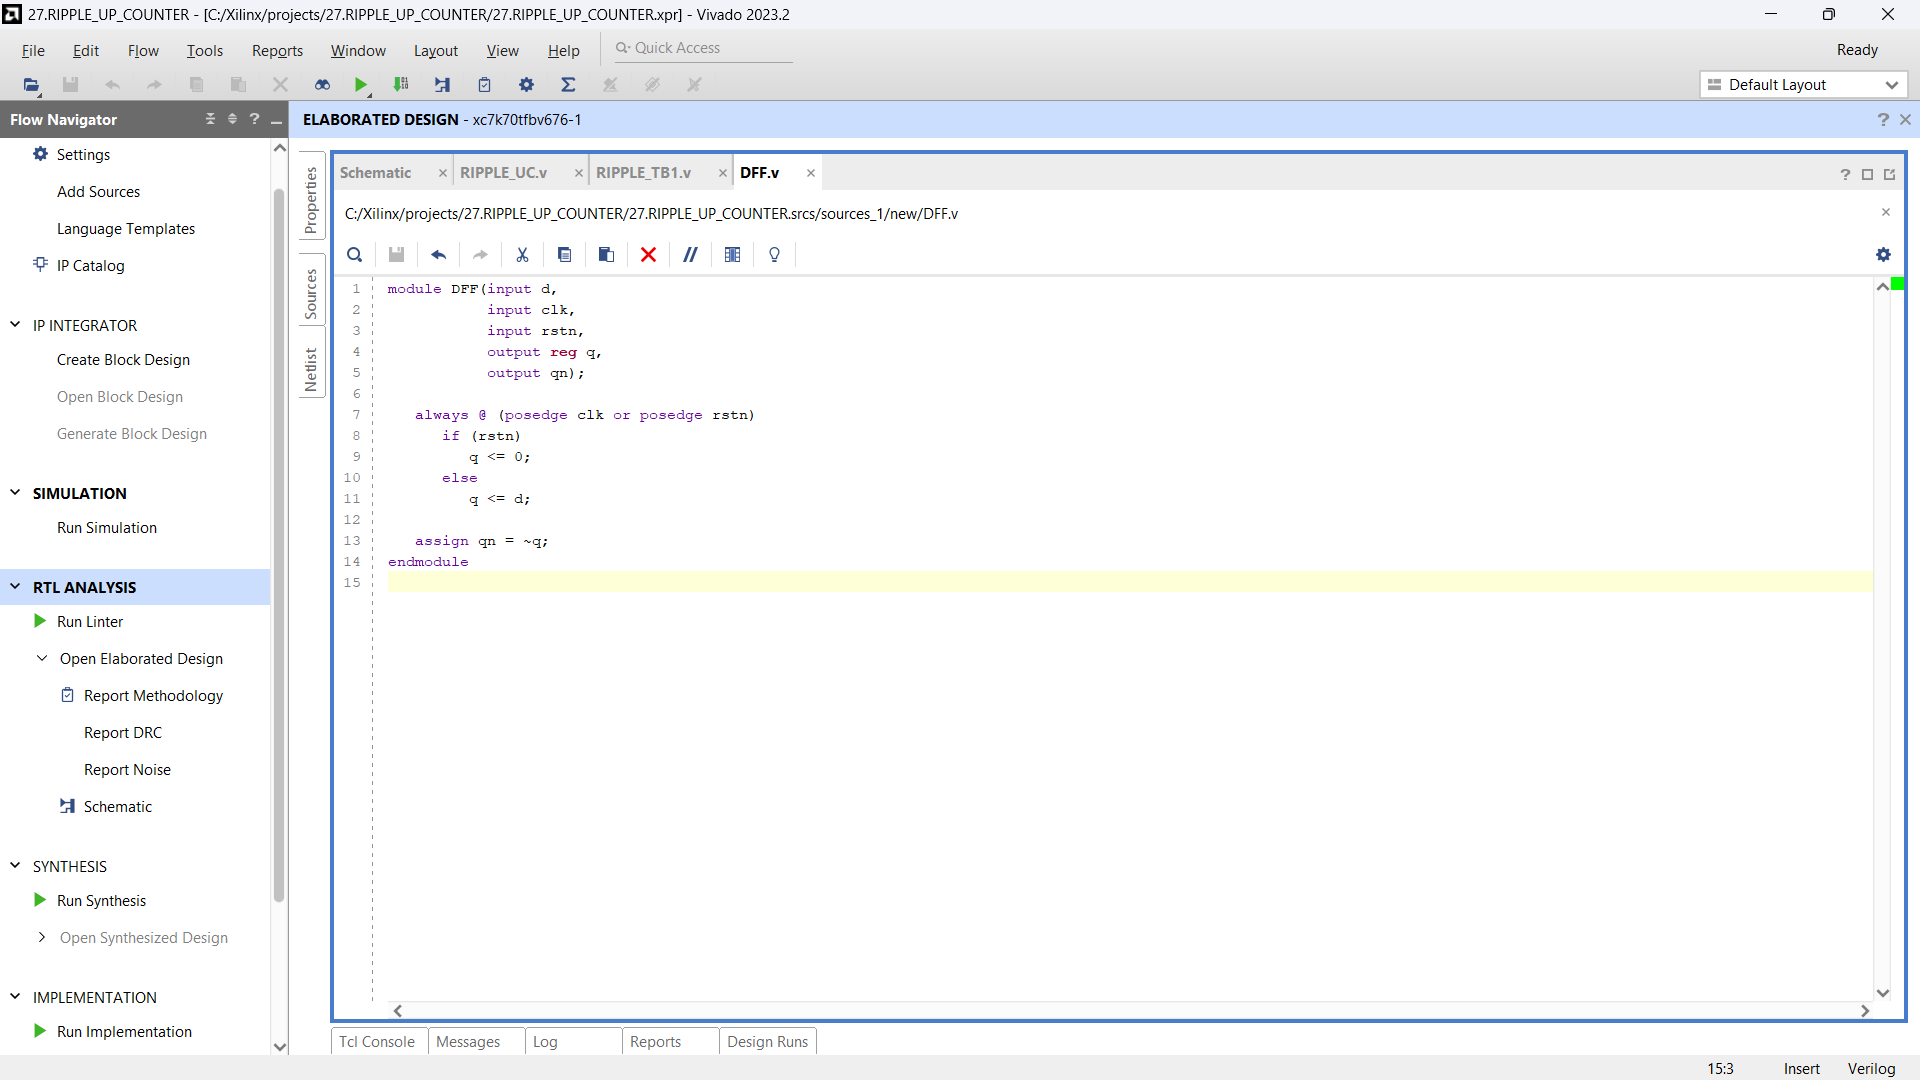 27.RIPPLE_UP_COUNTER - [C:/Xilinx/projects/27.RIPPLE_UP_COUNTER/27.RIPPLE_UP_COUNTER.xpr] - Vivado 2023.2
File Edit Flow Tools Reports Window Layout View Help Quick Access Ready
Default Layout
Flow Navigator
ELABORATED DESIGN - xc7k70tfbv676-1
Settings
Add Sources
Language Templates
IP Catalog
IP INTEGRATOR
Create Block Design
Open Block Design
Generate Block Design
SIMULATION
Run Simulation
RTL ANALYSIS
Run Linter
Open Elaborated Design
Report Methodology
Report DRC
Report Noise
Schematic
SYNTHESIS
Run Synthesis
Open Synthesized Design
IMPLEMENTATION
Run Implementation
Properties
Sources
Netlist
Schematic RIPPLE_UC.v RIPPLE_TB1.v DFF.v
C:/Xilinx/projects/27.RIPPLE_UP_COUNTER/27.RIPPLE_UP_COUNTER.srcs/sources_1/new/DFF.v
1 module DFF(input d,
2 input clk,
3 input rstn,
4 output reg q,
5 output qn);
6
7 always @ (posedge clk or posedge rstn)
8 if (rstn)
9 q <= 0;
10 else
11 q <= d;
12
13 assign qn = ~q;
14 endmodule
15
Tcl Console Messages Log Reports Design Runs
15:3 Insert Verilog